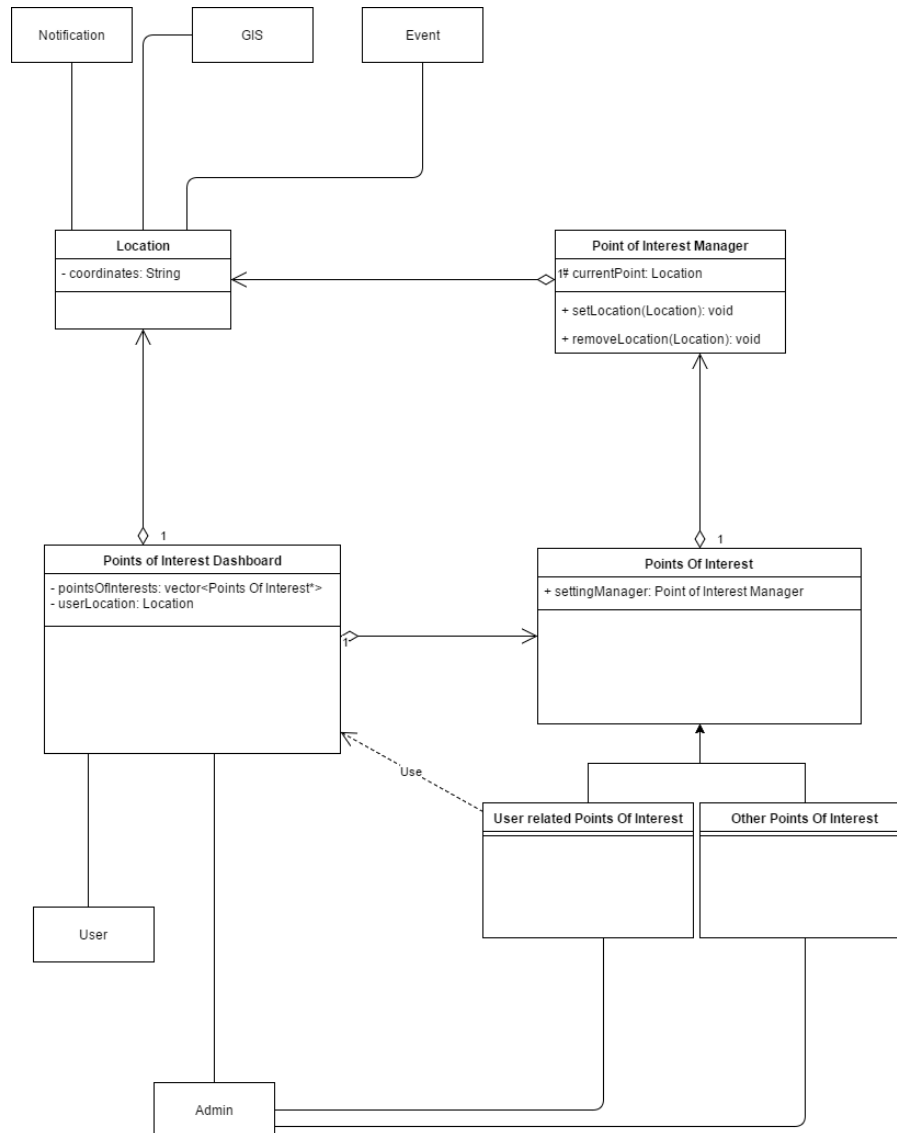 Notification
GIS
Event
Location
- coordinates: String
Point of Interest Manager
1
# currentPoint: Location
+ setLocation(Location): void
+ removeLocation(Location): void
1
1
Points of Interest Dashboard
- pointsOfInterests: vector<Points Of Interest*>
- userLocation: Location
1
Points Of Interest
+ settingManager: Point of Interest Manager
Use
User related Points Of Interest
Other Points Of Interest
User
Admin